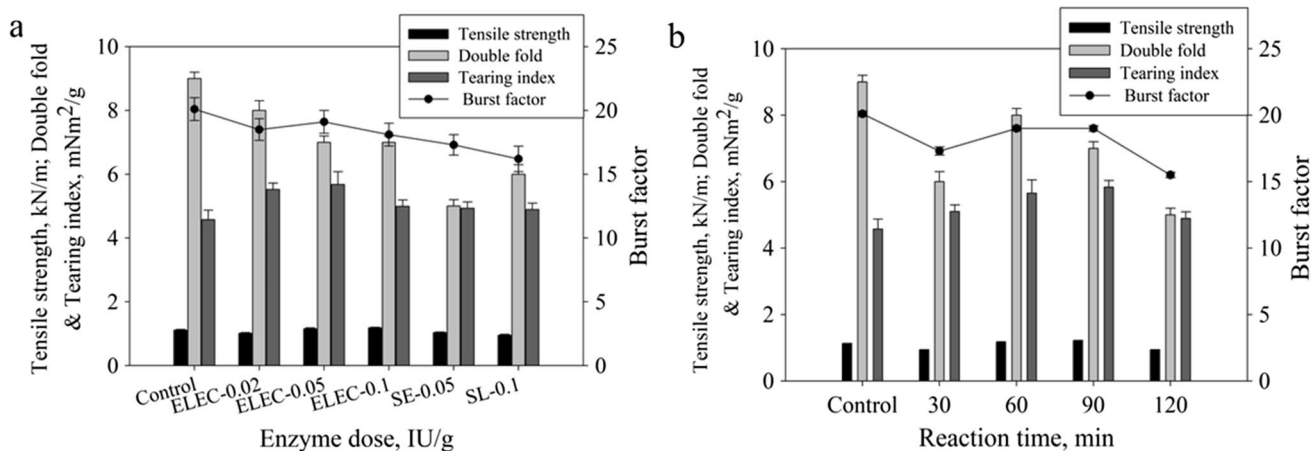 a
Tensile strength, kN/m; Double fold
& Tearing index, mNm²/g
10
8
6
4
2
0
Tensile strength
Double fold
Tearing index
Burst factor
25
20
15
10
5
0
Burst factor
Control
ELEC-0.02
ELEC-0.05
ELEC-0.1
SE-0.05
SL-0.1
Enzyme dose, IU/g
b
Tensile strength, kN/m; Double fold
& Tearing index, mNm²/g
10
8
6
4
2
0
Tensile strength
Double fold
Tearing index
Burst factor
25
20
15
10
5
0
Burst factor
Control 30 60 90 120
Reaction time, min